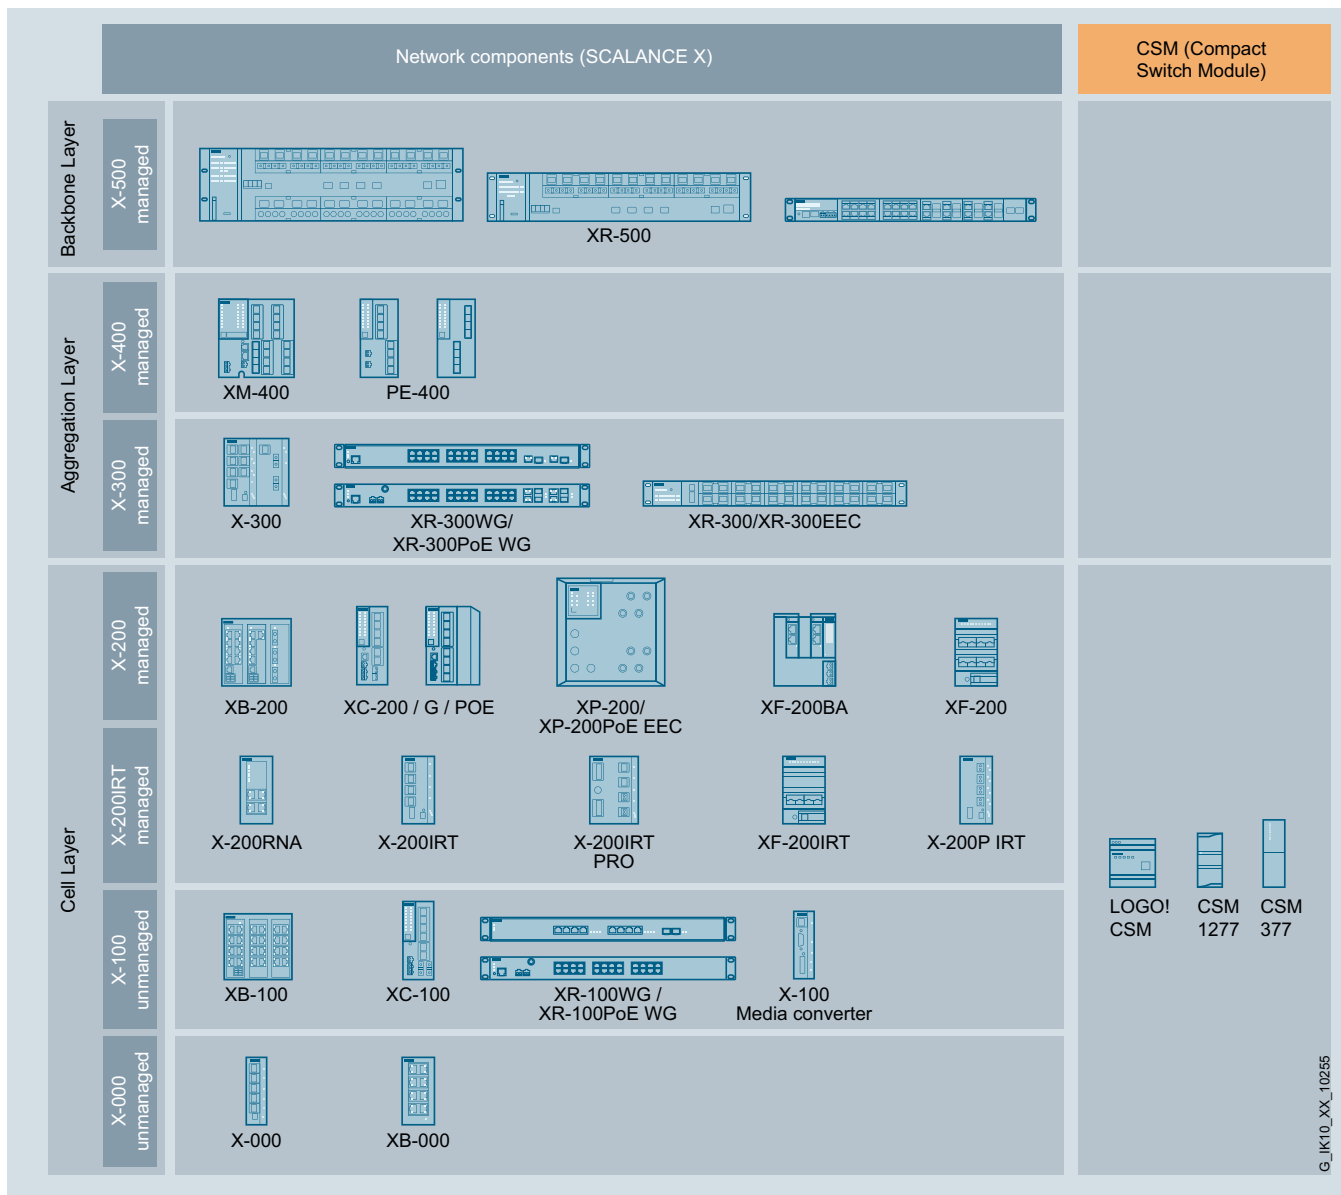 Network components (SCALANCE X)
CSM (Compact
Switch Module)
Backbone Layer
X-500
managed
XR-500
Aggregation Layer
X-400
managed
XM-400
PE-400
X-300
managed
X-300
XR-300WG/
XR-300PoE WG
XR-300/XR-300EEC
Cell Layer
X-200
managed
XB-200
XC-200 / G / POE
XP-200/
XP-200PoE EEC
XF-200BA
XF-200
X-200IRT
managed
X-200RNA
X-200IRT
X-200IRT
PRO
XF-200IRT
X-200P IRT
LOGO!
CSM
CSM
1277
CSM
377
X-100
unmanaged
XB-100
XC-100
XR-100WG /
XR-100PoE WG
X-100
Media converter
X-000
unmanaged
X-000
XB-000
G_IK10_XX_10255